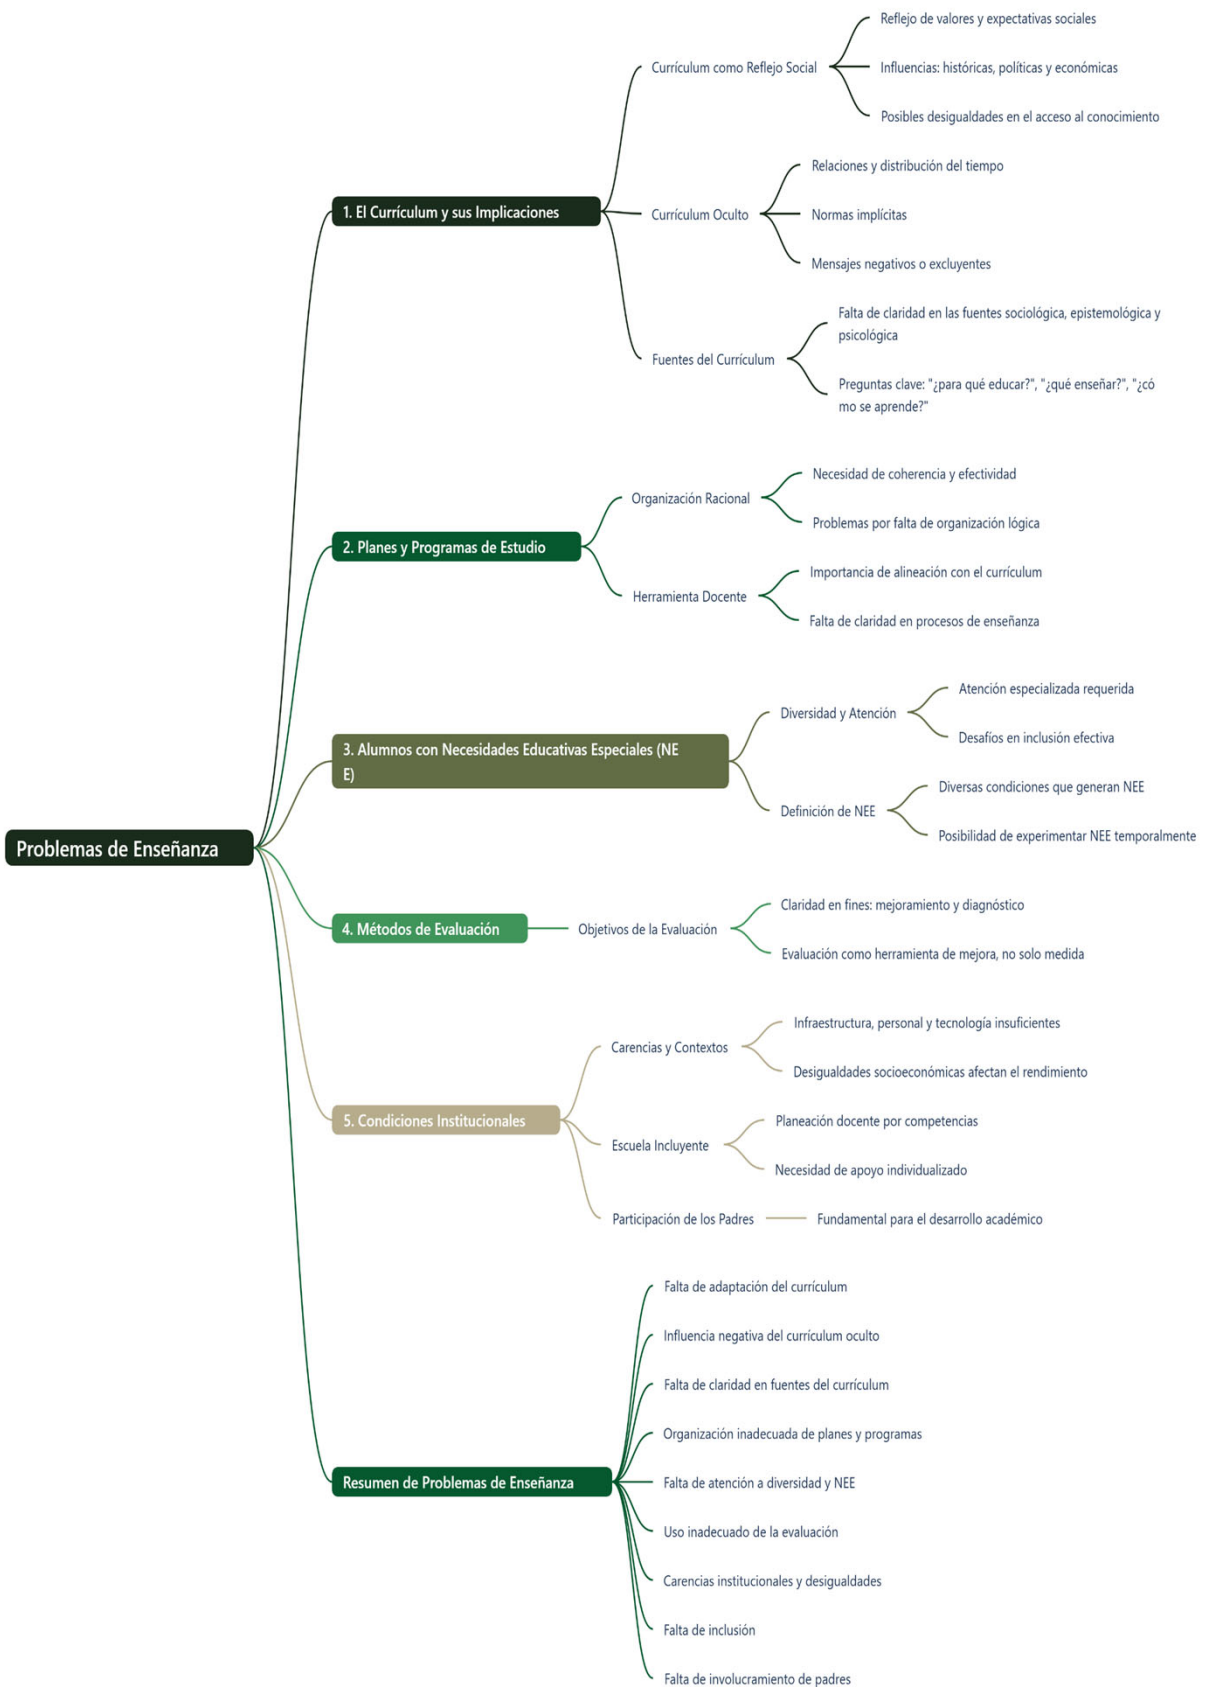 Problemas de Enseñanza
1. El Currículum y sus Implicaciones
Currículum como Reflejo Social
Reflejo de valores y expectativas sociales
Influencias: históricas, políticas y económicas
Posibles desigualdades en el acceso al conocimiento
Currículum Oculto
Relaciones y distribución del tiempo
Normas implícitas
Mensajes negativos o excluyentes
Fuentes del Currículum
Falta de claridad en las fuentes sociológica, epistemológica y
psicológica
Preguntas clave: "¿para qué educar?", "¿qué enseñar?", "¿có
mo se aprende?"
2. Planes y Programas de Estudio
Organización Racional
Necesidad de coherencia y efectividad
Problemas por falta de organización lógica
Herramienta Docente
Importancia de alineación con el currículum
Falta de claridad en procesos de enseñanza
3. Alumnos con Necesidades Educativas Especiales (NE
E)
Diversidad y Atención
Atención especializada requerida
Desafíos en inclusión efectiva
Definición de NEE
Diversas condiciones que generan NEE
Posibilidad de experimentar NEE temporalmente
4. Métodos de Evaluación
Objetivos de la Evaluación
Claridad en fines: mejoramiento y diagnóstico
Evaluación como herramienta de mejora, no solo medida
5. Condiciones Institucionales
Carencias y Contextos
Infraestructura, personal y tecnología insuficientes
Desigualdades socioeconómicas afectan el rendimiento
Escuela Incluyente
Planeación docente por competencias
Necesidad de apoyo individualizado
Participación de los Padres
Fundamental para el desarrollo académico
Resumen de Problemas de Enseñanza
Falta de adaptación del currículum
Influencia negativa del currículum oculto
Falta de claridad en fuentes del currículum
Organización inadecuada de planes y programas
Falta de atención a diversidad y NEE
Uso inadecuado de la evaluación
Carencias institucionales y desigualdades
Falta de inclusión
Falta de involucramiento de padres